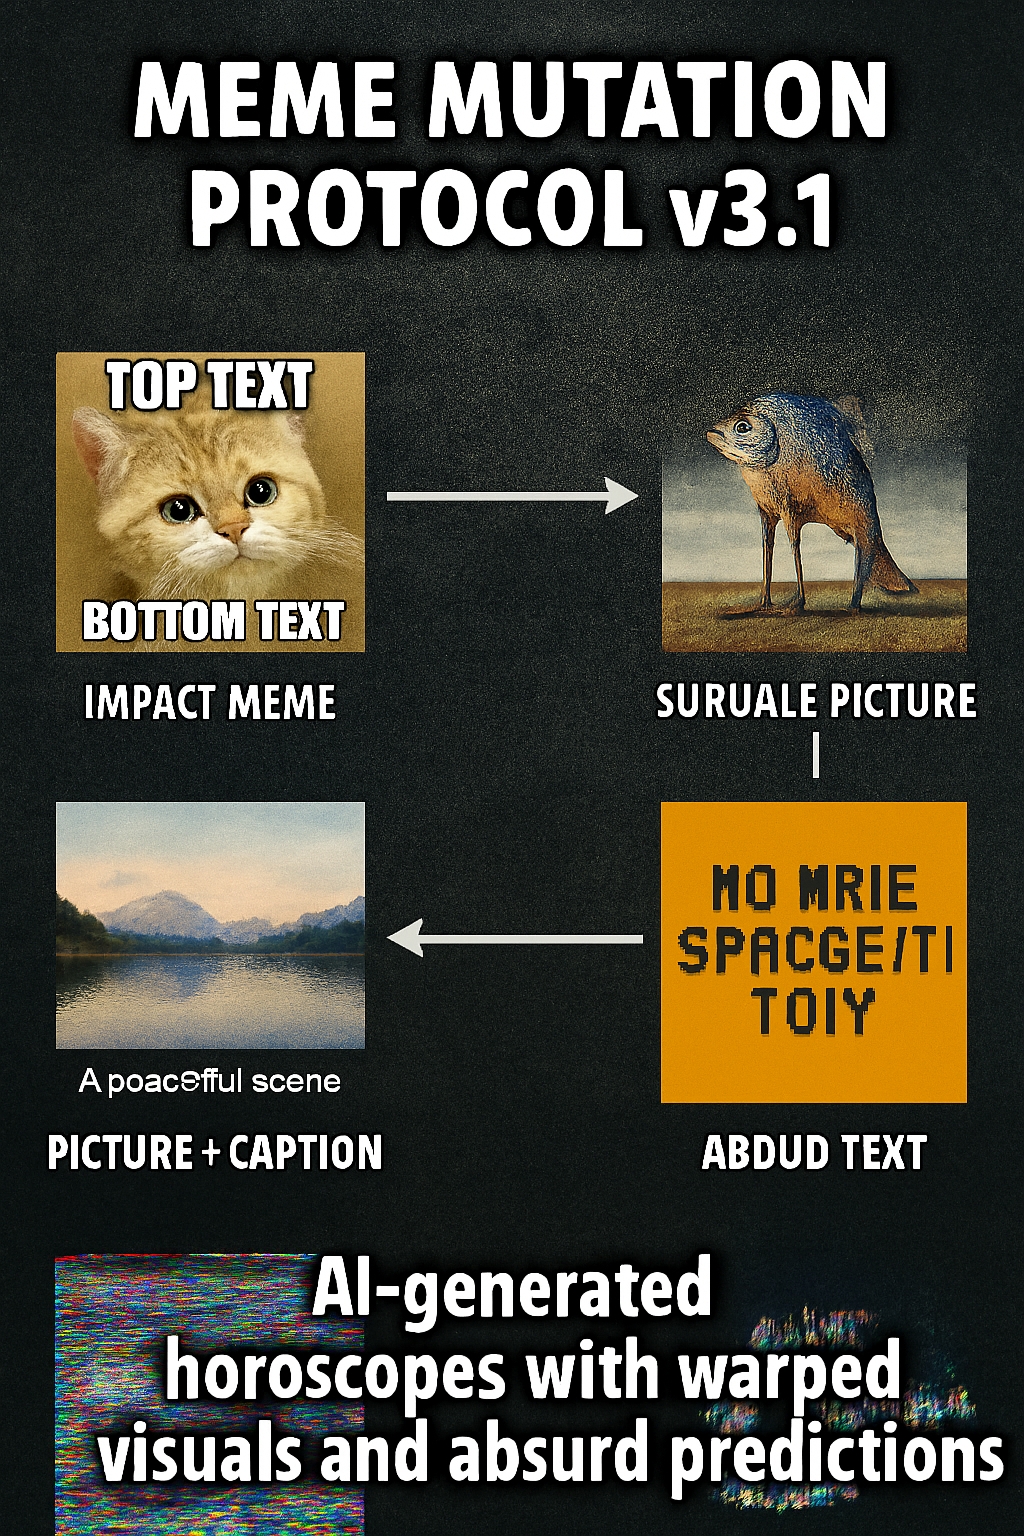 MEME MUTATION
PROTOCOL v3.1
TOP TEXT
BOTTOM TEXT
IMPACT MEME
SURUALE PICTURE
MO MRIE
SPACGE/TI
TOIY
ABDUD TEXT
A poacefful scene
PICTURE + CAPTION
AI-generated
horoscopes with warped
visuals and absurd predictions